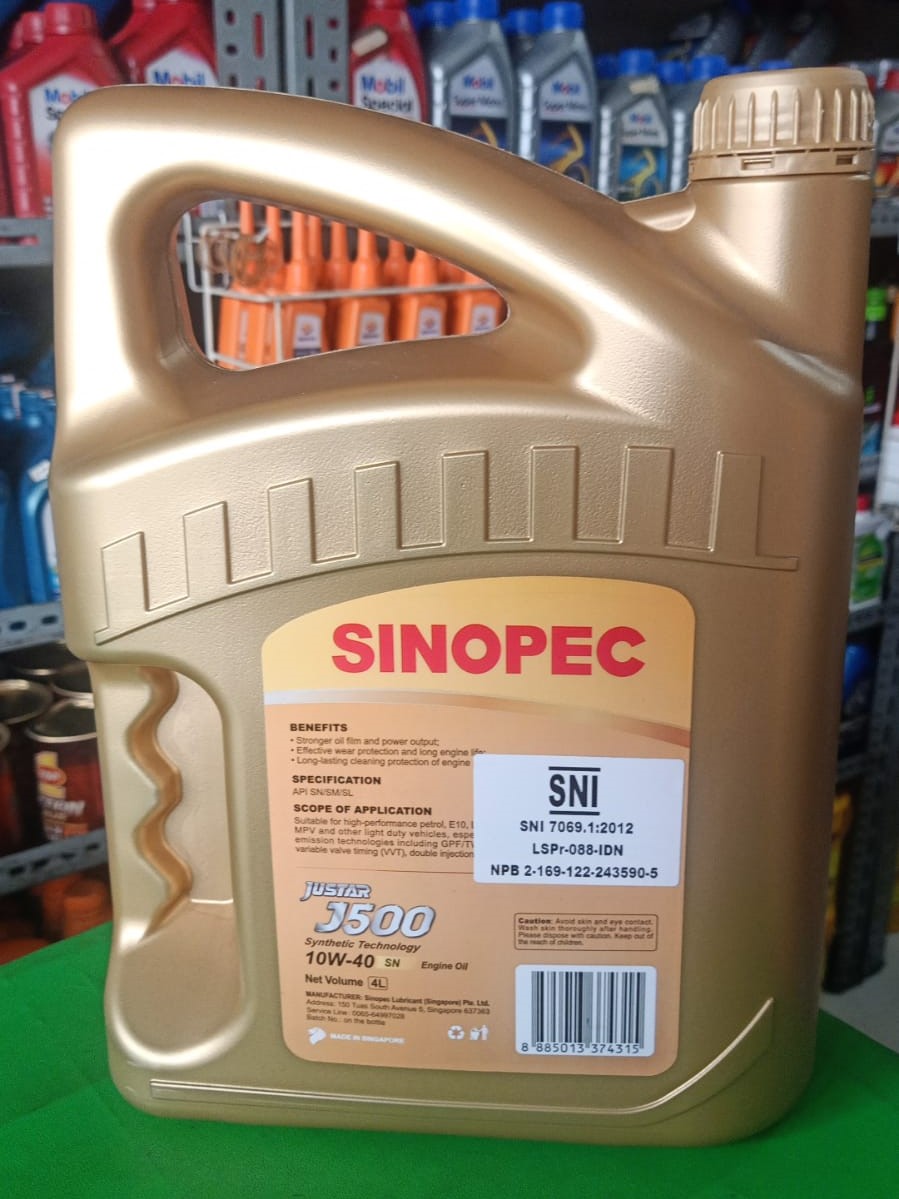 Mobil
Mobil
Mobil
Special
Mobil
Mobil
SINOPEC
BENEFITS
• Stronger oil film and power output;
• Effective wear protection and long engine life;
• Long-lasting cleaning protection of engine
SPECIFICATION
API SN/SM/SL
SCOPE OF APPLICATION
Suitable for high-performance petrol, E10,
MPV and other light duty vehicles,
emission technologies including
variable valve timing (VVT), double injection
SNI
SNI 7069.1:2012
LSPr-088-IDN
NPB 2-169-122-243590-5
JUSTAR
J500
Synthetic Technology
10W-40 SN Engine Oil
Net Volume 4L
MANUFACTURER: Sinopec Lubricant (Singapore) Pte. Ltd.
Address: 150 Tuas South Avenue 5, Singapore 637363
Service Line: 0065-64997028
Batch No.: on the bottle
MADE IN SINGAPORE
Caution: Avoid skin and eye contact.
Wash skin thoroughly after handling.
Please dispose with caution. Keep out of
the reach of children.
8 885013 374315